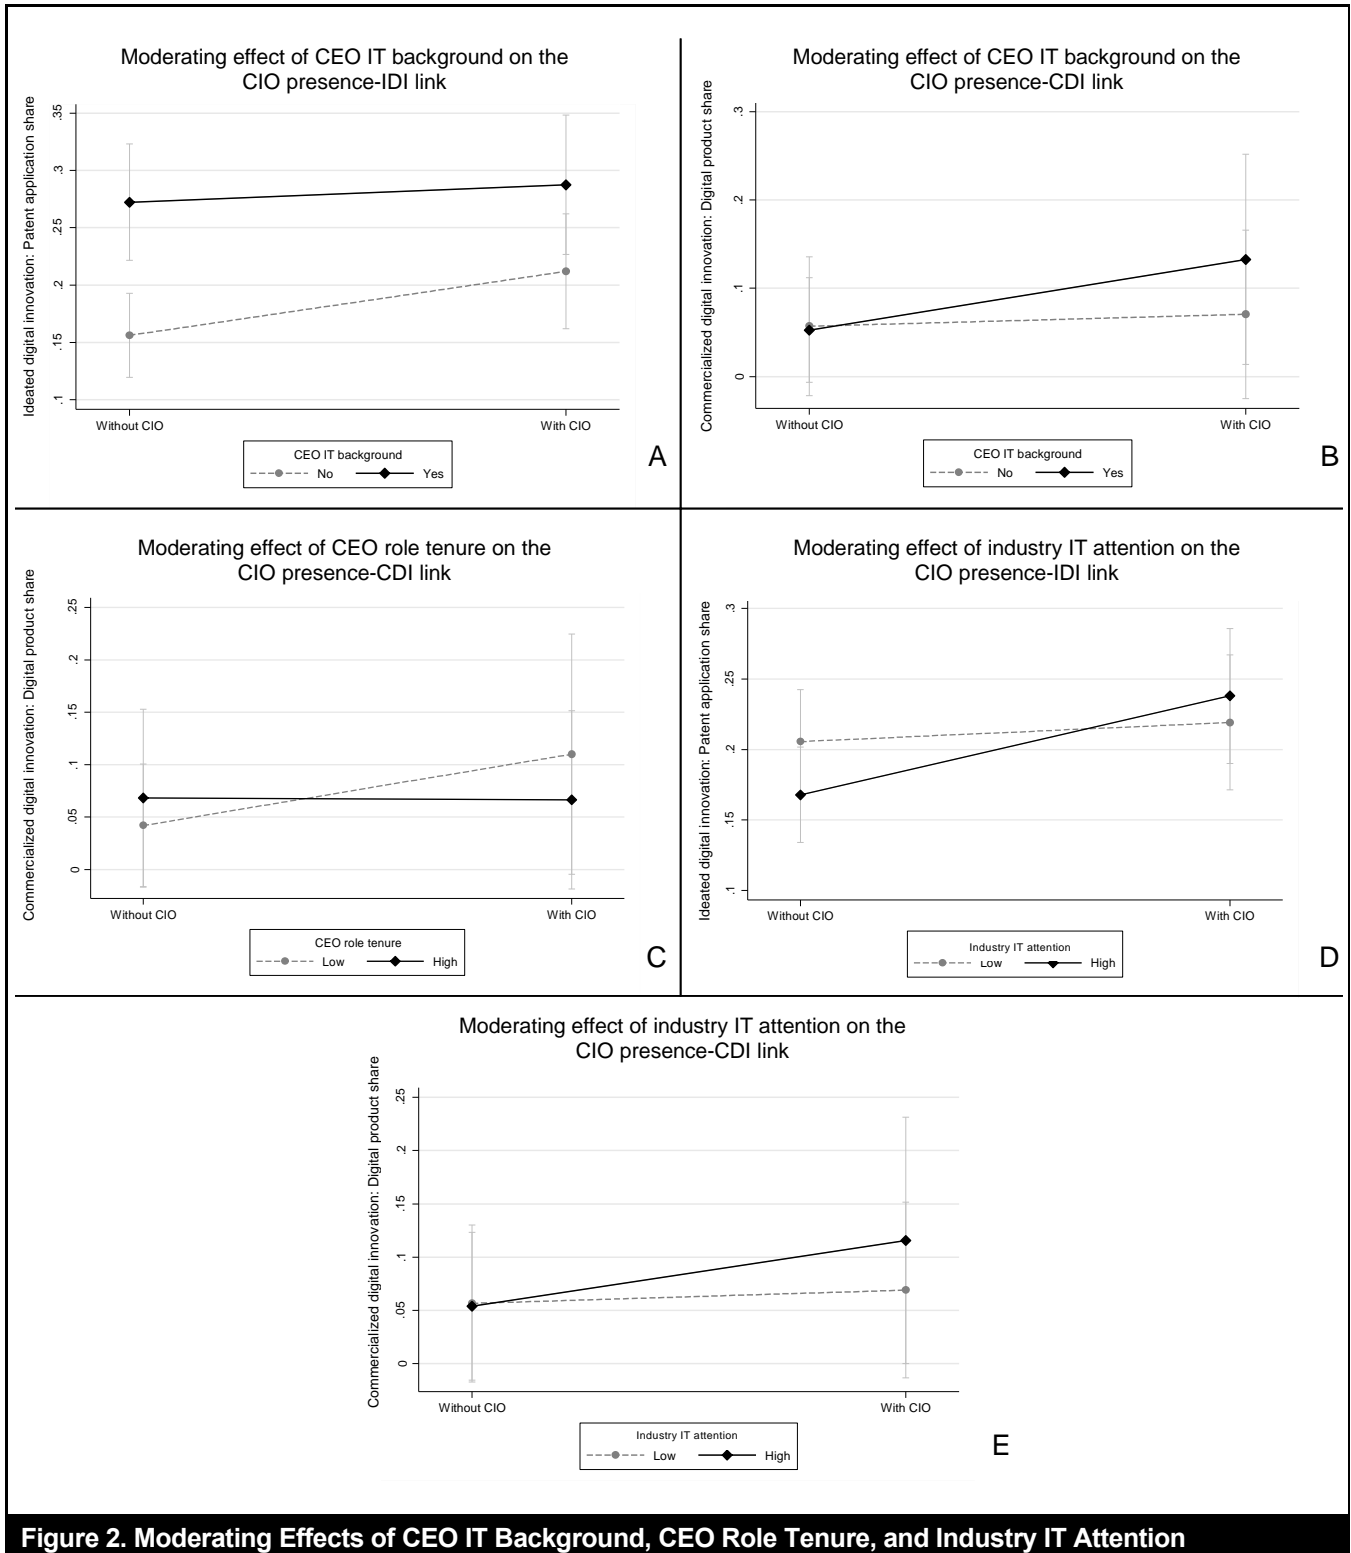 Moderating effect of CEO IT background on the
CIO presence-IDI link
Ideated digital innovation: Patent application share
.35
.3
.25
.2
.15
.1
Without CIO
With CIO
CEO IT background
No
Yes
A
Moderating effect of CEO IT background on the
CIO presence-CDI link
Commercialized digital innovation: Digital product share
.3
.2
.1
0
Without CIO
With CIO
CEO IT background
No
Yes
B
Moderating effect of CEO role tenure on the
CIO presence-CDI link
Commercialized digital innovation: Digital product share
.25
.2
.15
.1
.05
0
Without CIO
With CIO
CEO role tenure
Low
High
C
Moderating effect of industry IT attention on the
CIO presence-IDI link
Ideated digital innovation: Patent application share
.3
.25
.2
.15
.1
Without CIO
With CIO
Industry IT attention
Low
High
D
Moderating effect of industry IT attention on the
CIO presence-CDI link
Commercialized digital innovation: Digital product share
.25
.2
.15
.1
.05
0
Without CIO
With CIO
Industry IT attention
Low
High
E
Figure 2. Moderating Effects of CEO IT Background, CEO Role Tenure, and Industry IT Attention